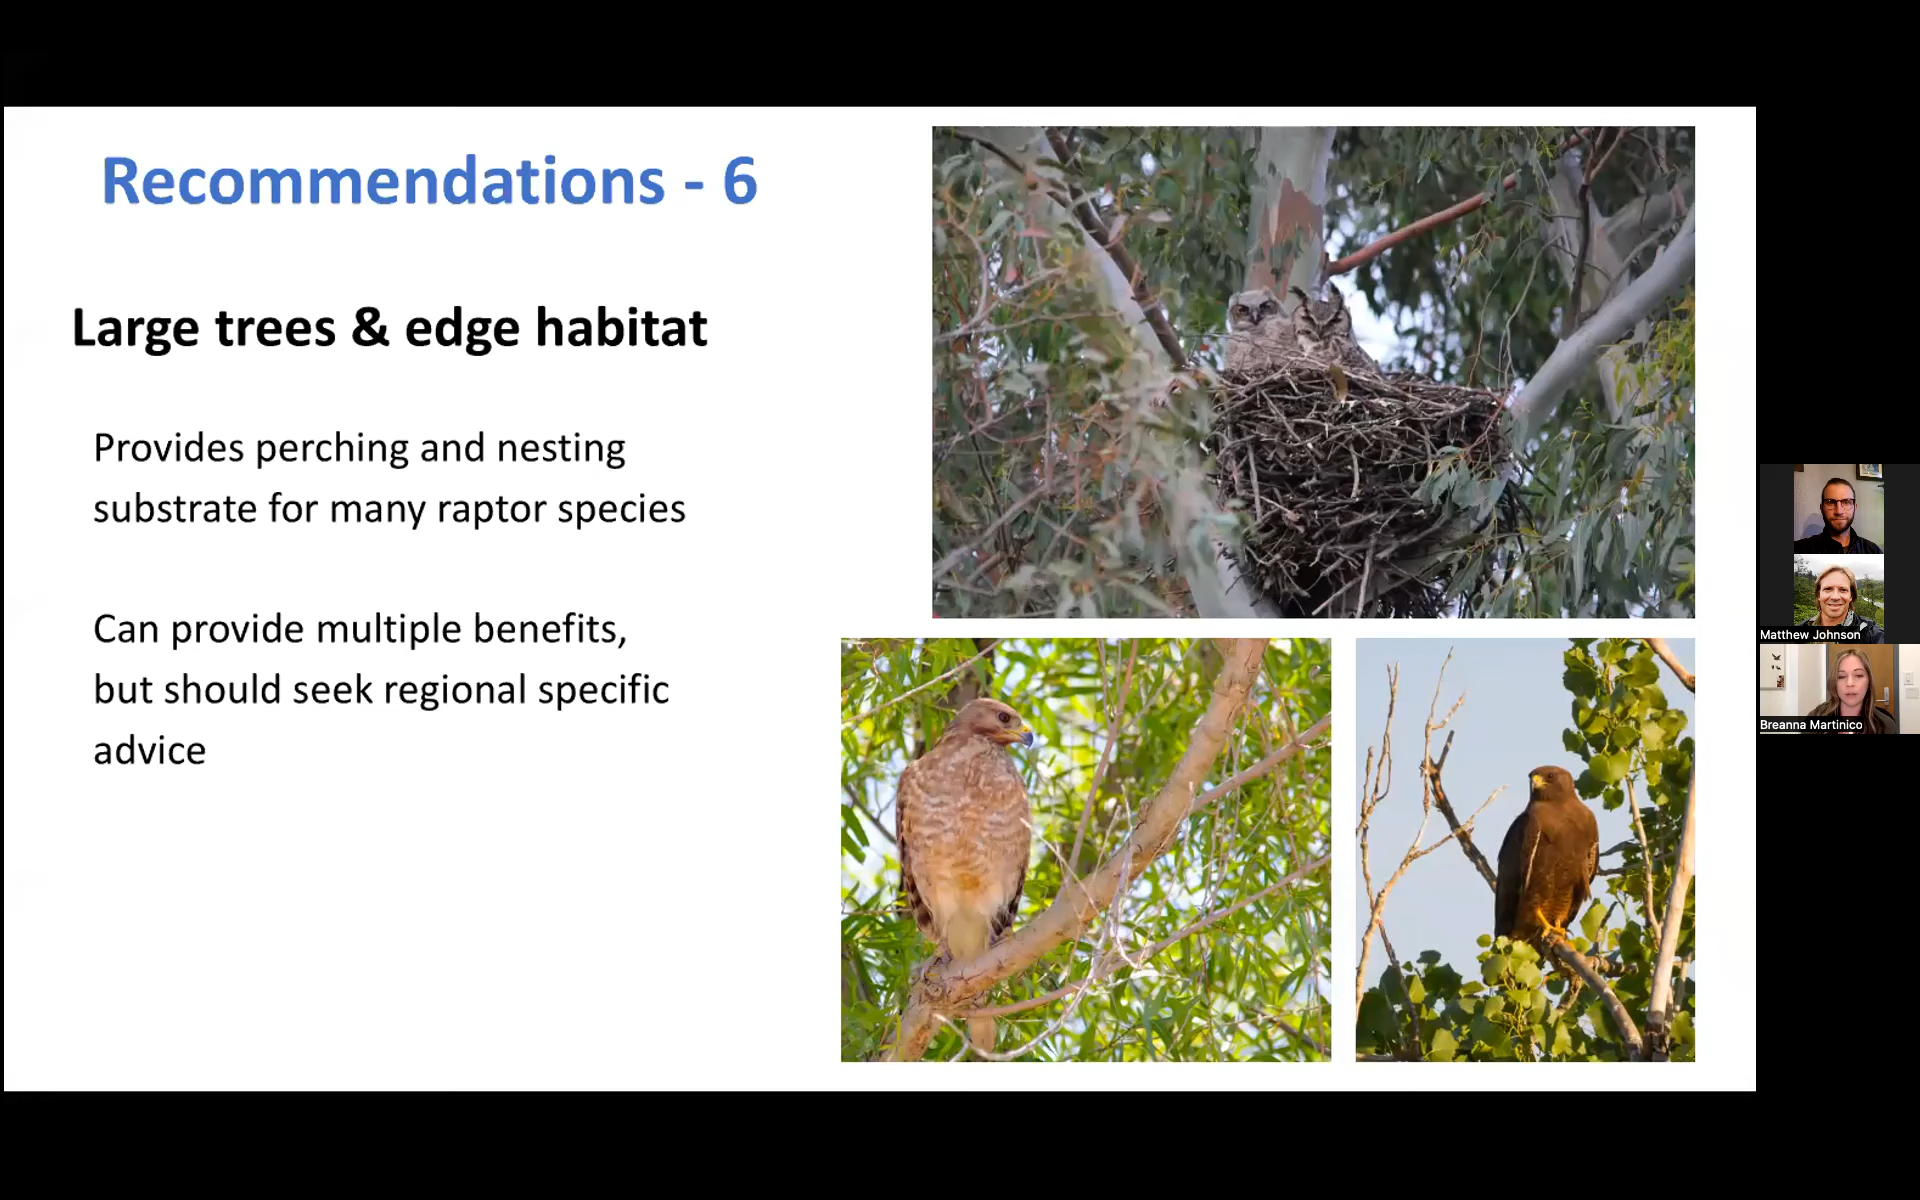 Recommendations - 6
Large trees & edge habitat
Provides perching and nesting
substrate for many raptor species
Can provide multiple benefits,
but should seek regional specific
advice
Matthew Johnson
Breanna Martinico